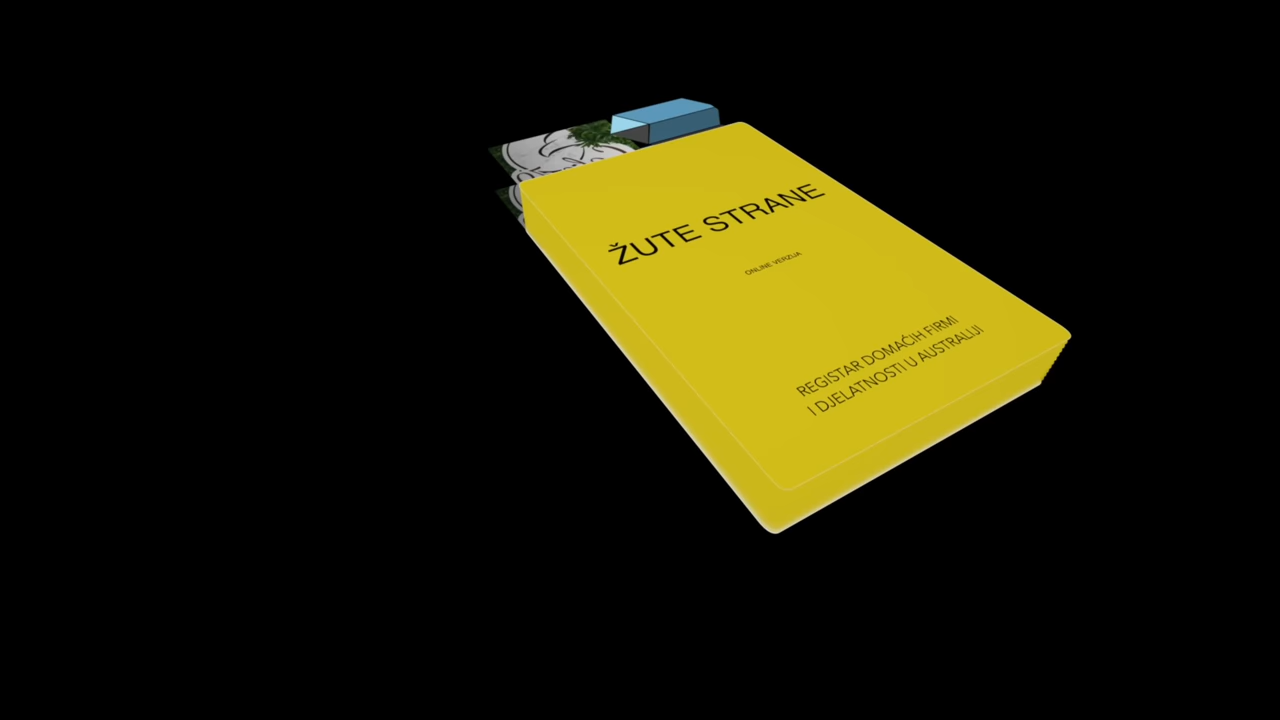 ŽUTE STRANE
ONLINE VERZIJA
REGISTAR DOMAĆIH FIRMI
I DJELATNOSTI U AUSTRALIJI